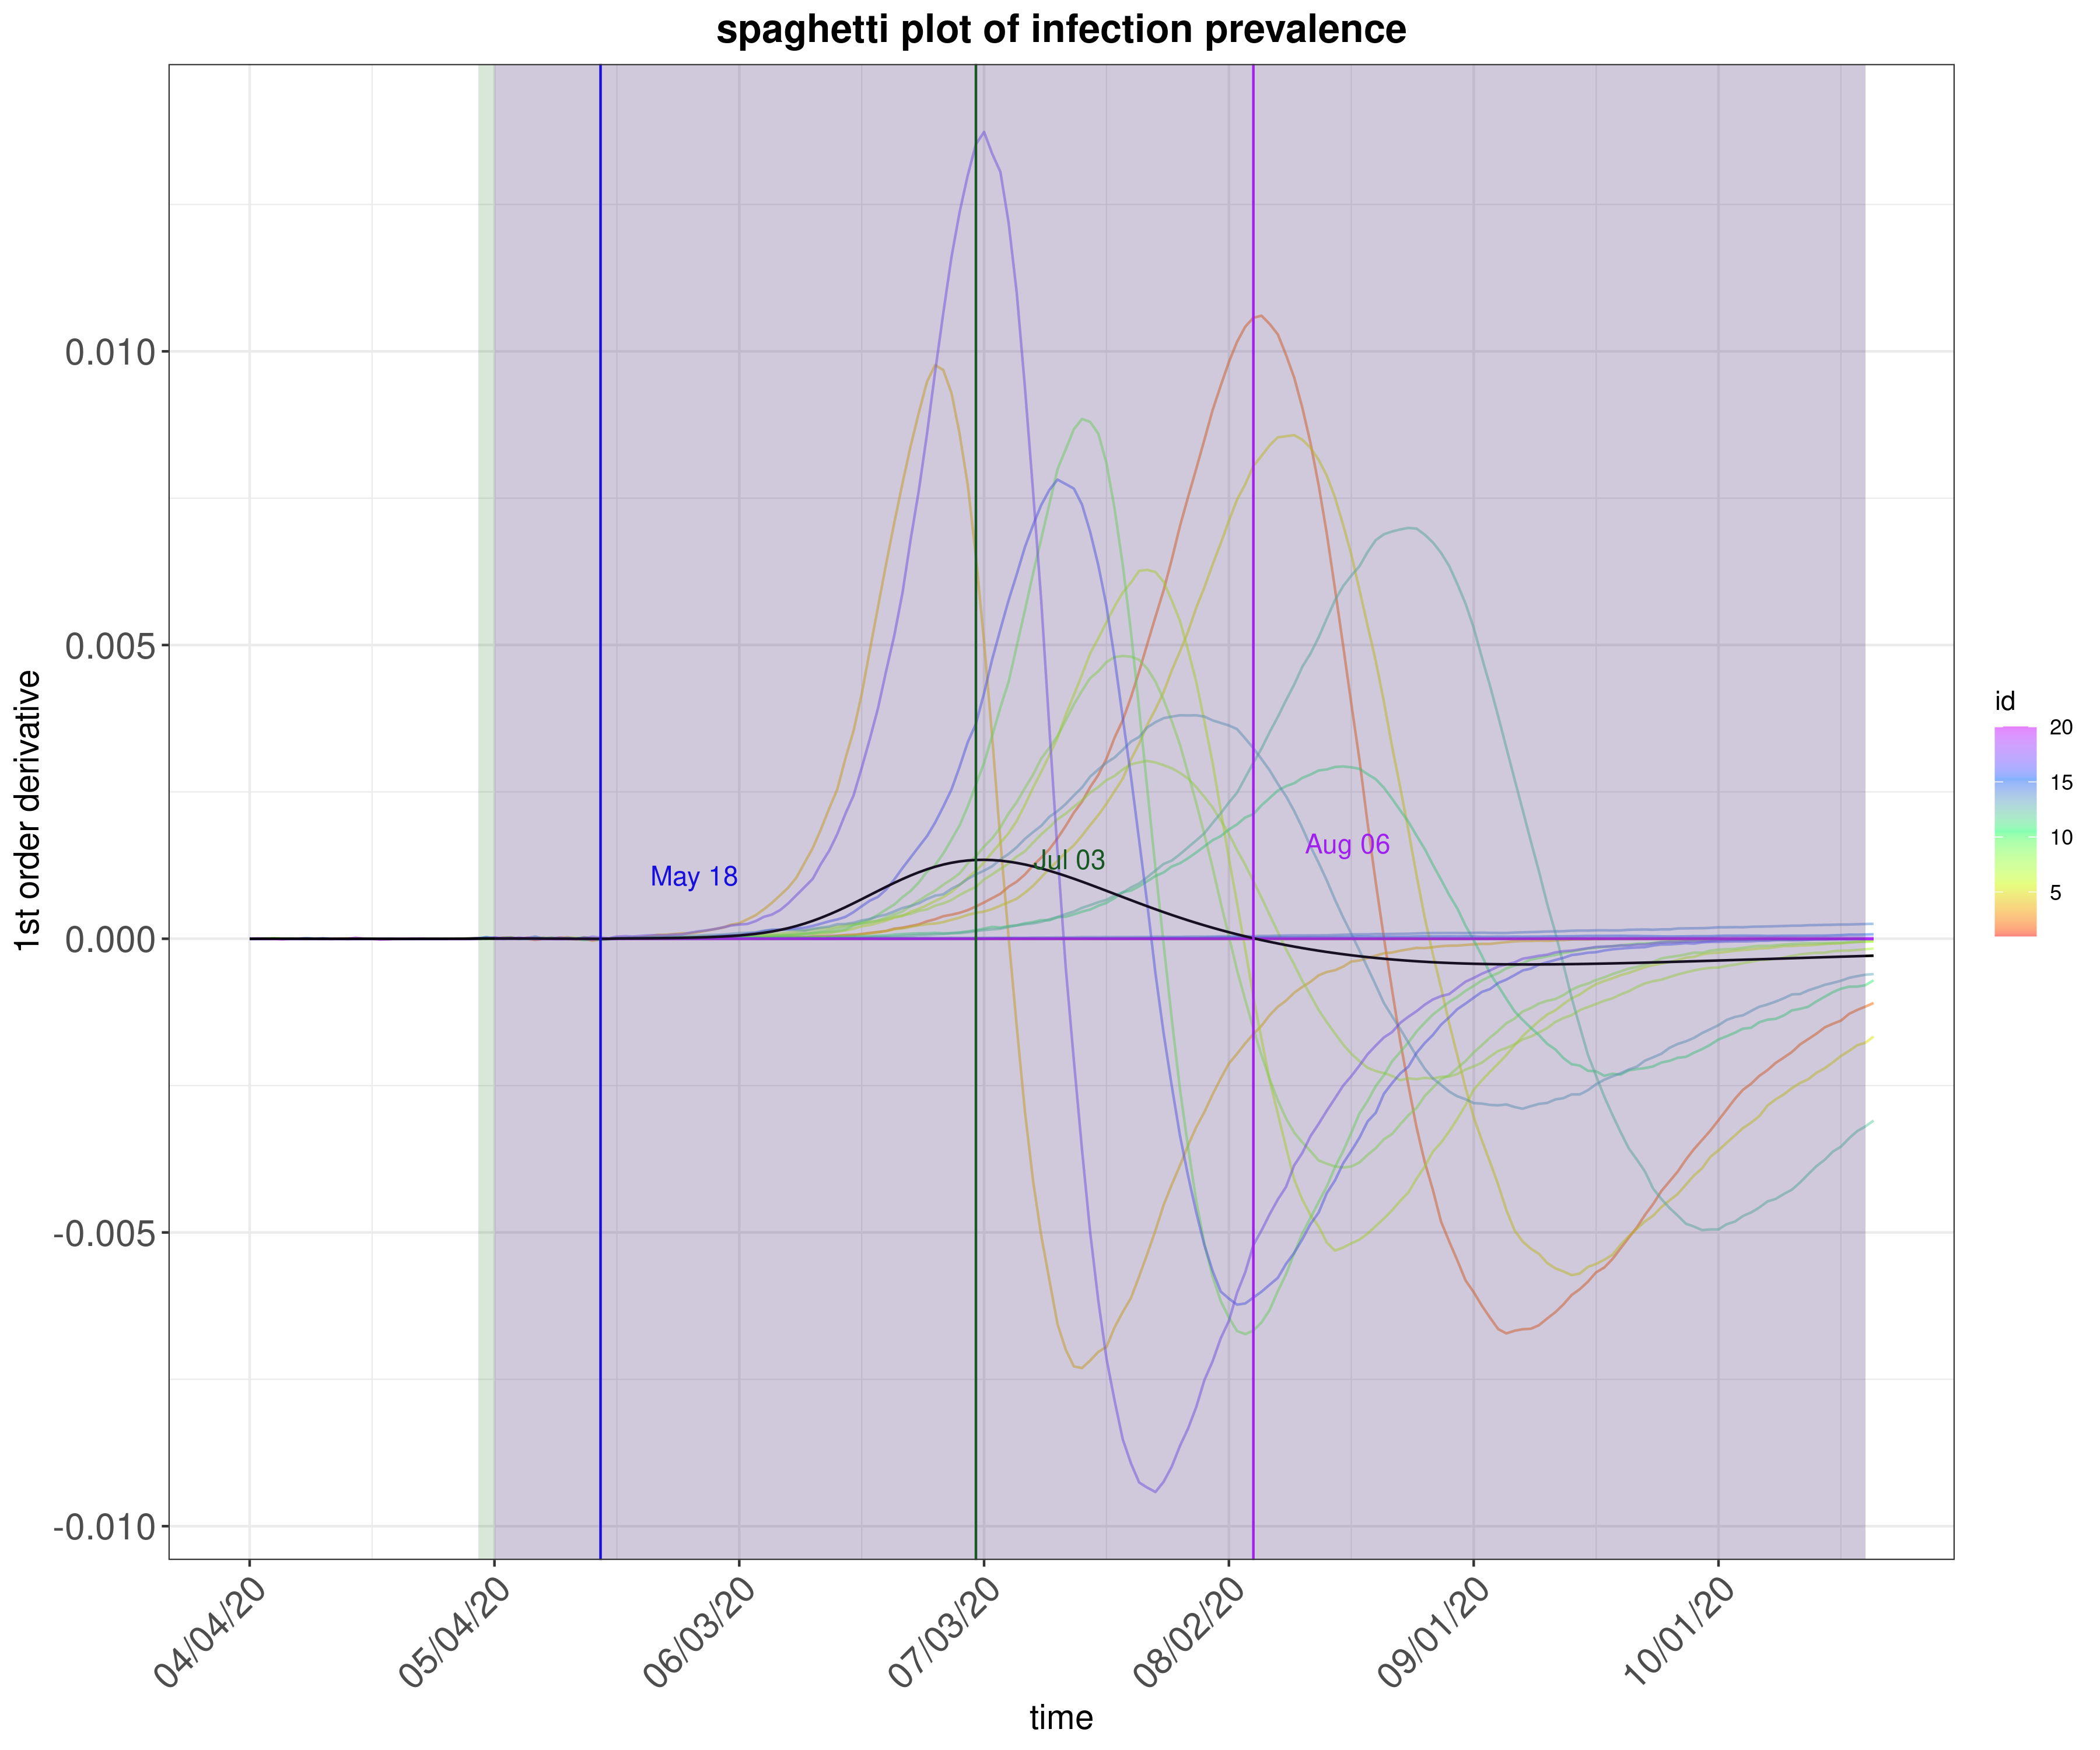 spaghetti plot of infection prevalence
1st order derivative
0.010
0.005
0.000
-0.005
-0.010
May 18
Jul 03
Aug 06
id
20
15
10
5
04/04/20
05/04/20
06/03/20
07/03/20
08/02/20
09/01/20
10/01/20
time